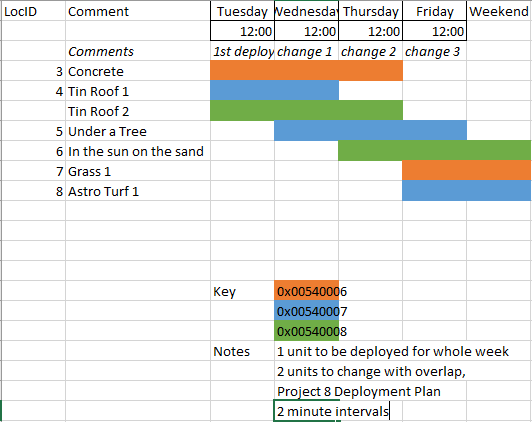 LocID Comment Tuesday Wednesday Thursday Friday Weekend
12:00 12:00 12:00 12:00
Comments 1st deploy change 1 change 2 change 3
3 Concrete
4 Tin Roof 1
Tin Roof 2
5 Under a Tree
6 In the sun on the sand
7 Grass 1
8 Astro Turf 1
Key 0x00540006
0x00540007
0x00540008
Notes 1 unit to be deployed for whole week
2 units to change with overlap,
Project 8 Deployment Plan
2 minute intervals